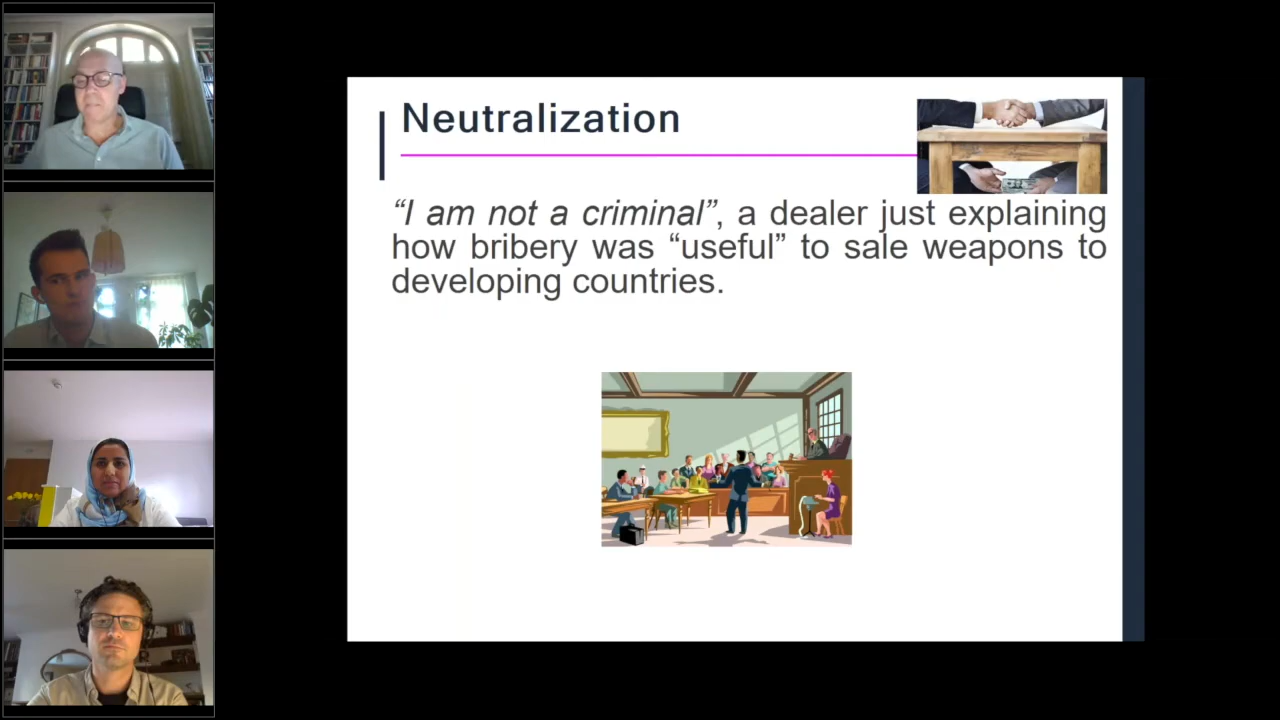 Neutralization
“I am not a criminal”, a dealer just explaining
how bribery was “useful” to sale weapons to
developing countries.